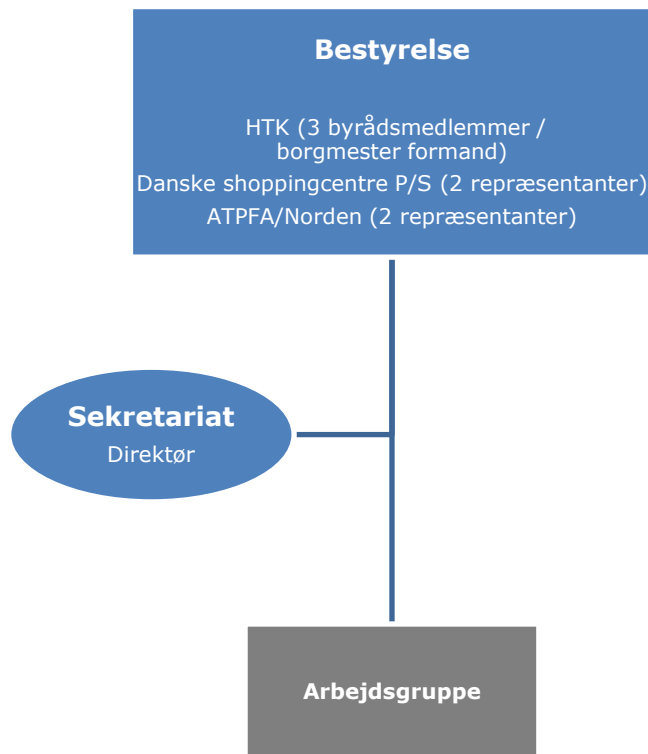 Bestyrelse
HTK (3 byrådsmedlemmer /
borgmester formand)
Danske shoppingcentre P/S (2 repræsentanter)
ATPFA/Norden (2 repræsentanter)
Sekretariat
Direktør
Arbejdsgruppe